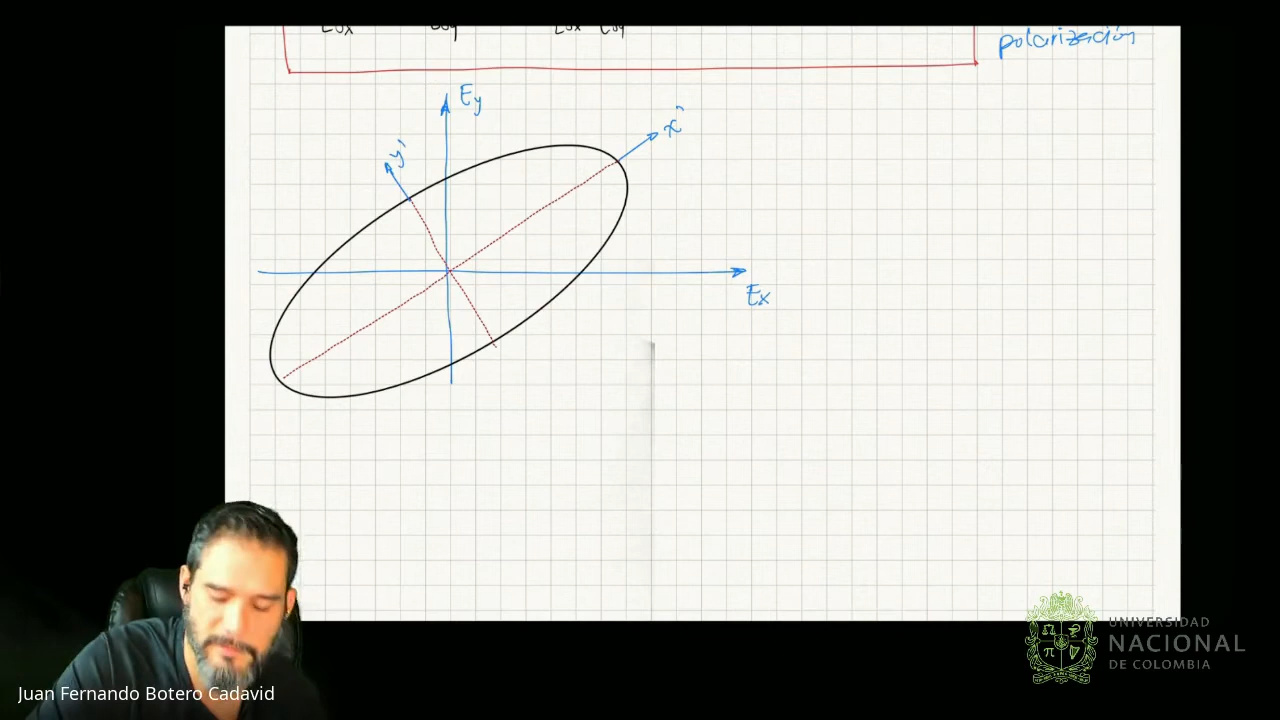 polarización
Ey
x'
y'
Ex
UNIVERSIDAD
NACIONAL
DE COLOMBIA
Juan Fernando Botero Cadavid